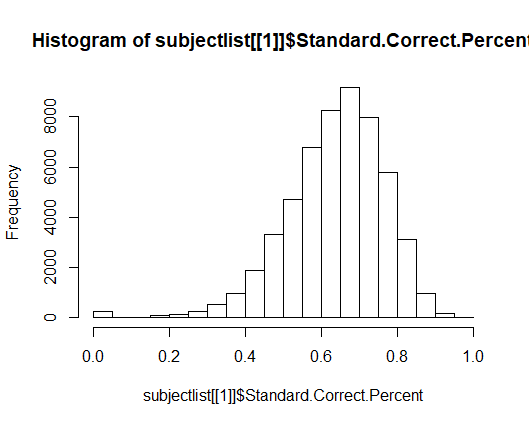 Histogram of subjectlist[[1]]$Standard.Correct.Percent
Frequency
8000
6000
4000
2000
0
0.0 0.2 0.4 0.6 0.8 1.0
subjectlist[[1]]$Standard.Correct.Percent